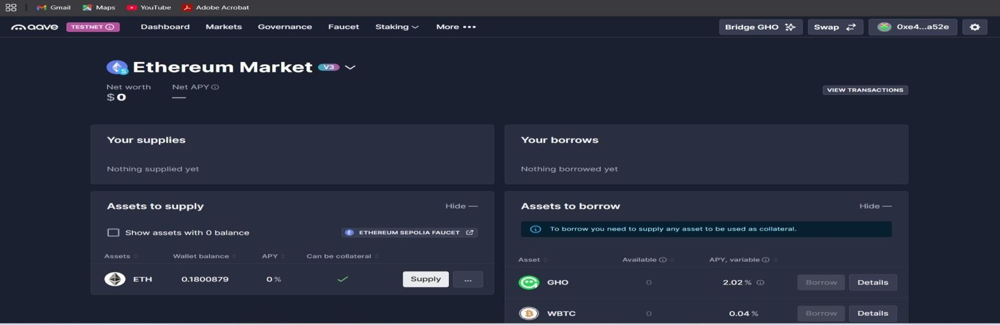 Gmail Maps YouTube Adobe Acrobat
aave TESTNET Dashboard Markets Governance Faucet Staking More ••• Bridge GHO Swap 0xe4...a52e
Ethereum Market V3
Net worth Net APY
$0 —
VIEW TRANSACTIONS
Your supplies
Nothing supplied yet
Your borrows
Nothing borrowed yet
Assets to supply Hide —
Show assets with 0 balance ETHEREUM SEPOLIA FAUCET
Assets Wallet balance APY Can be collateral
ETH 0.1800879 0 % Supply ...
Assets to borrow Hide —
To borrow you need to supply any asset to be used as collateral.
Asset Available APY, variable
GHO 0 2.02 % Borrow Details
WBTC 0 0.04 % Borrow Details